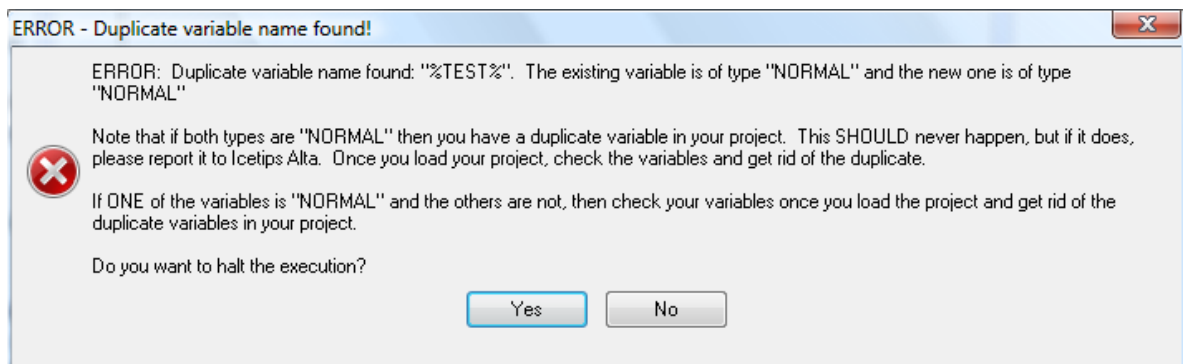 ERROR - Duplicate variable name found!
ERROR:  Duplicate variable name found: "%TEST%".  The existing variable is of type "NORMAL" and the new one is of type
"NORMAL"
Note that if both types are "NORMAL" then you have a duplicate variable in your project.  This SHOULD never happen, but if it does,
please report it to Icetips Alta.  Once you load your project, check the variables and get rid of the duplicate.
If ONE of the variables is "NORMAL" and the others are not, then check your variables once you load the project and get rid of the
duplicate variables in your project.
Do you want to halt the execution?
Yes No